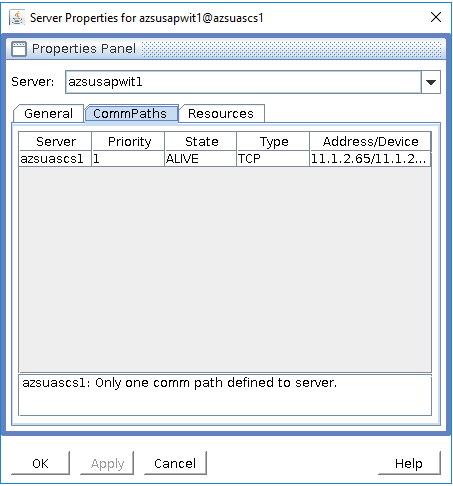 Server Properties for azsusapwit1@azsuascs1
Properties Panel
Server: azsusapwit1
General CommPaths Resources
Server Priority State Type Address/Device
azsuascs1 1 ALIVE TCP 11.1.2.65/11.1.2...
azsuascs1: Only one comm path defined to server.
OK Apply Cancel Help